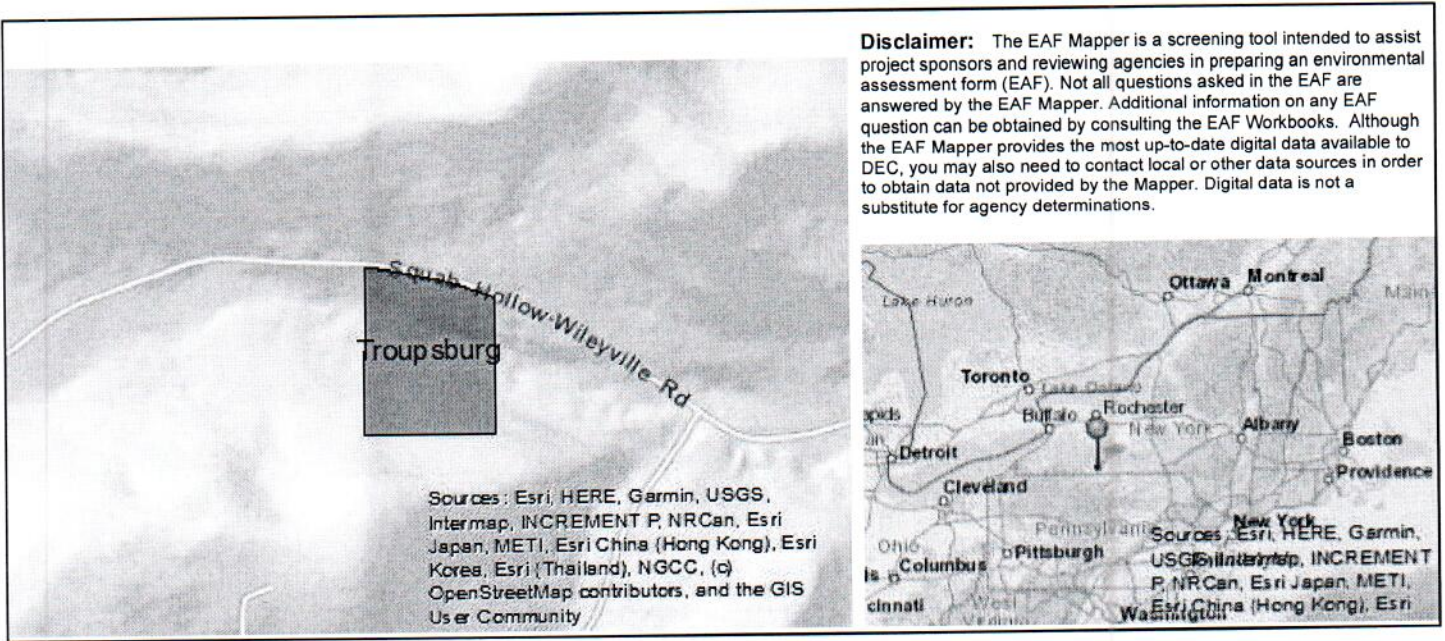 Disclaimer: The EAF Mapper is a screening tool intended to assist
project sponsors and reviewing agencies in preparing an environmental
assessment form (EAF). Not all questions asked in the EAF are
answered by the EAF Mapper. Additional information on any EAF
question can be obtained by consulting the EAF Workbooks. Although
the EAF Mapper provides the most up-to-date digital data available to
DEC, you may also need to contact local or other data sources in order
to obtain data not provided by the Mapper. Digital data is not a
substitute for agency determinations.
Squab Hollow-Wileyville Rd
Troupsburg
Sources: Esri, HERE, Garmin, USGS,
Intermap, INCREMENT P, NRCan, Esri
Japan, METI, Esri China (Hong Kong), Esri
Korea, Esri (Thailand), NGCC, (c)
OpenStreetMap contributors, and the GIS
User Community
Ottawa
Montreal
Lake Huron
Toronto
Rochester
Buffalo
New York
Albany
Boston
Detroit
Providence
Cleveland
New York
Ohio
Pittsburgh
Columbus
Washington
Sources: Esri, HERE, Garmin,
INCREMENT
P, NRCan, Esri Japan, METI,
Esri China (Hong Kong), Esri